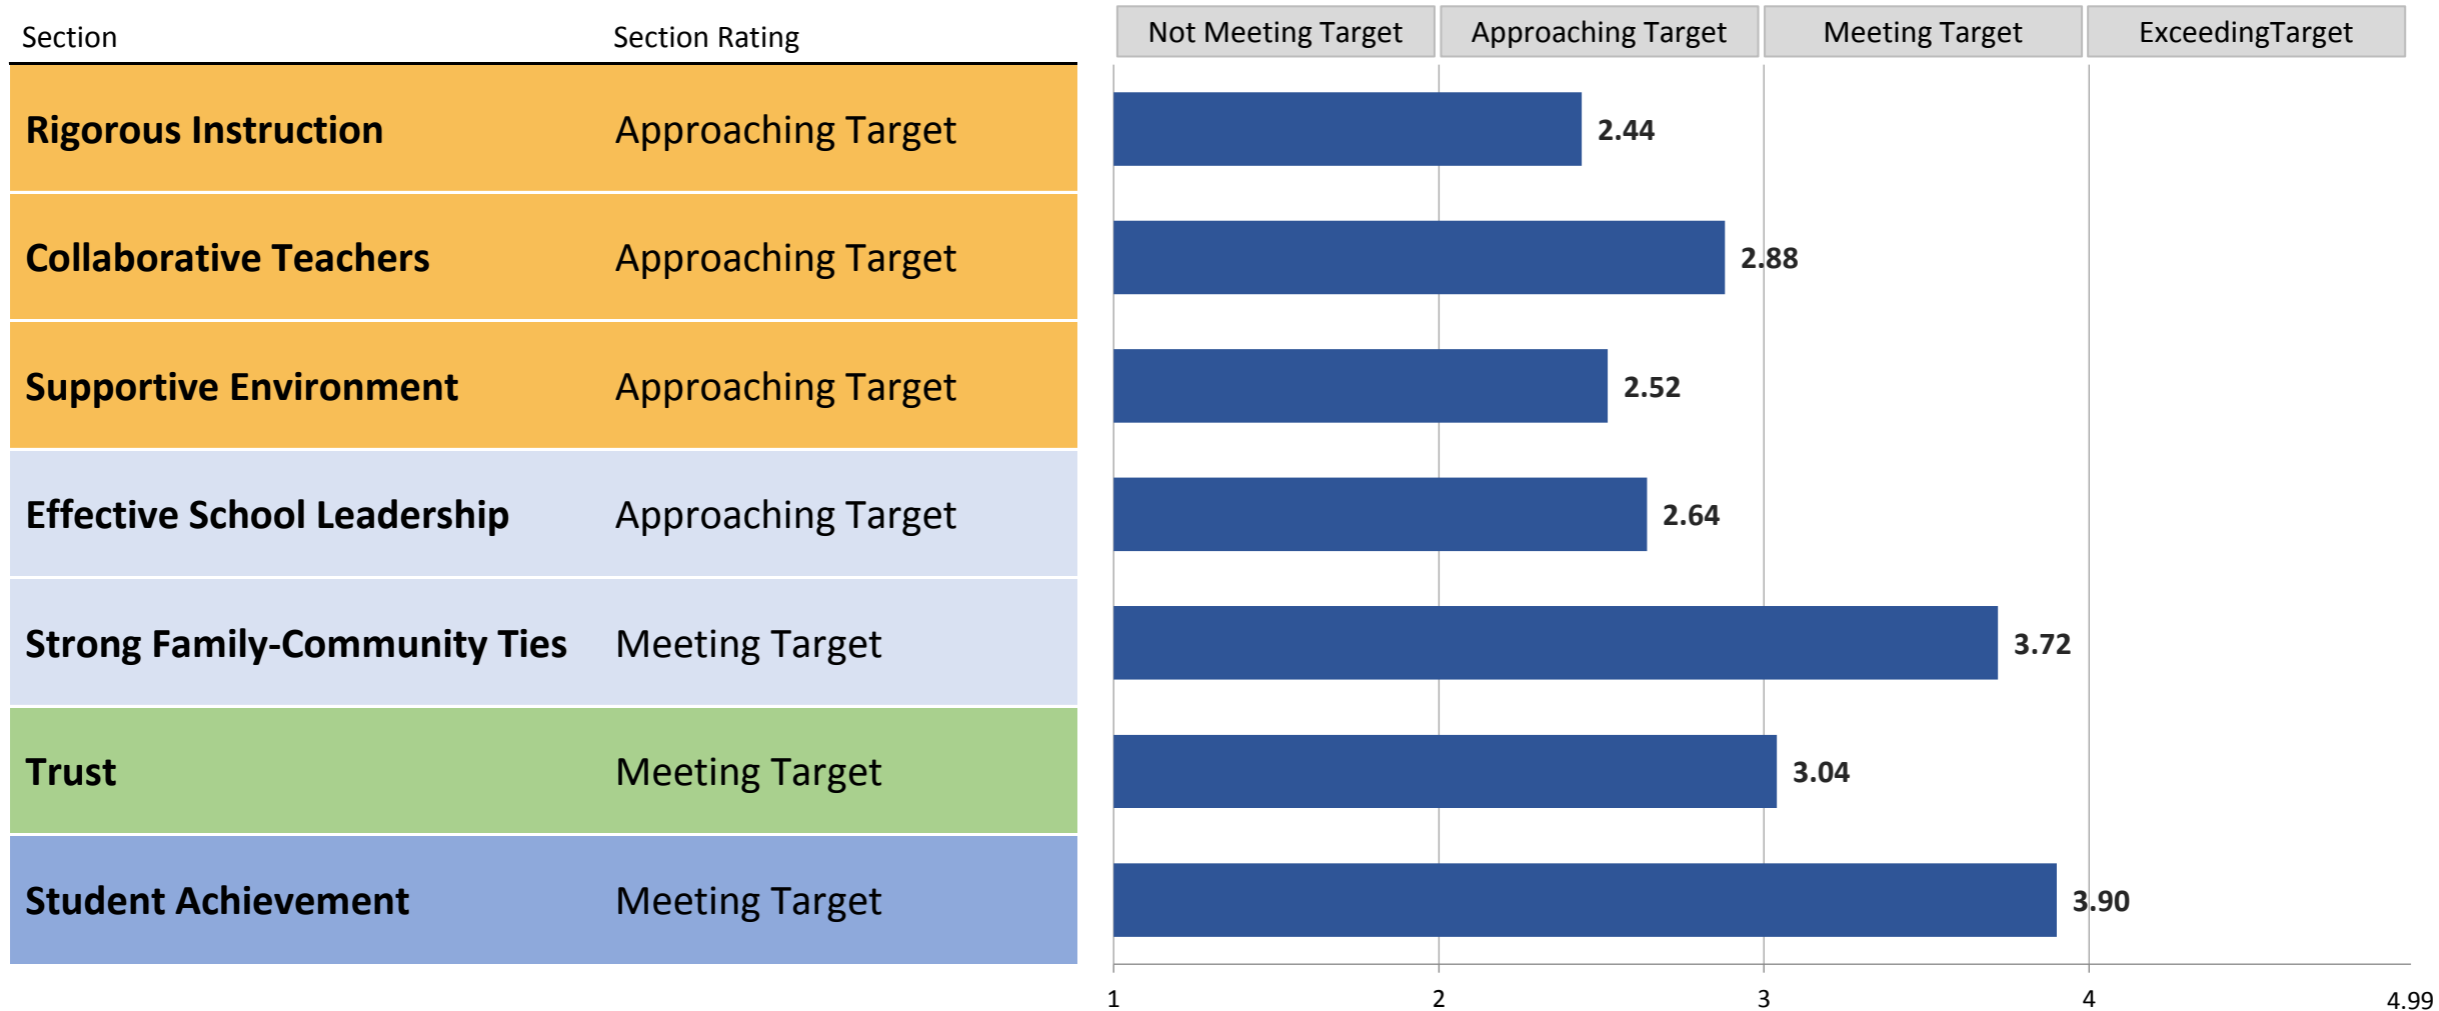 Section Section Rating Not Meeting Target Approaching Target Meeting Target ExceedingTarget
Rigorous Instruction Approaching Target 2.44
Collaborative Teachers Approaching Target 2.88
Supportive Environment Approaching Target 2.52
Effective School Leadership Approaching Target 2.64
Strong Family-Community Ties Meeting Target 3.72
Trust Meeting Target 3.04
Student Achievement Meeting Target 3.90
1 2 3 4 4.99